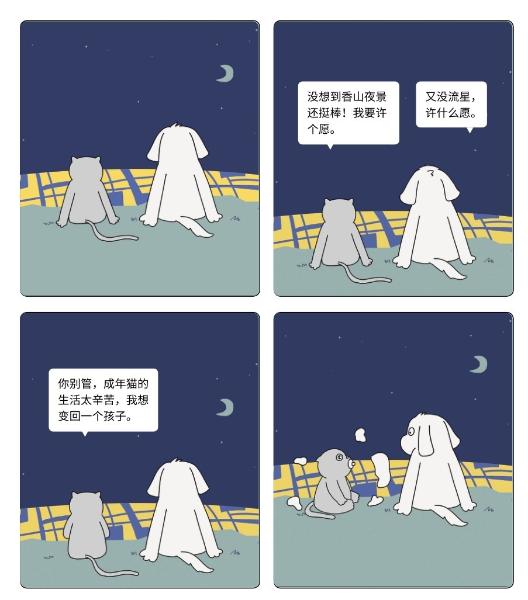 没想到香山夜景
还挺棒！我要许
个愿。
又没流星，
许什么愿。
你别管，成年猫的
生活太辛苦，我想
变回一个孩子。